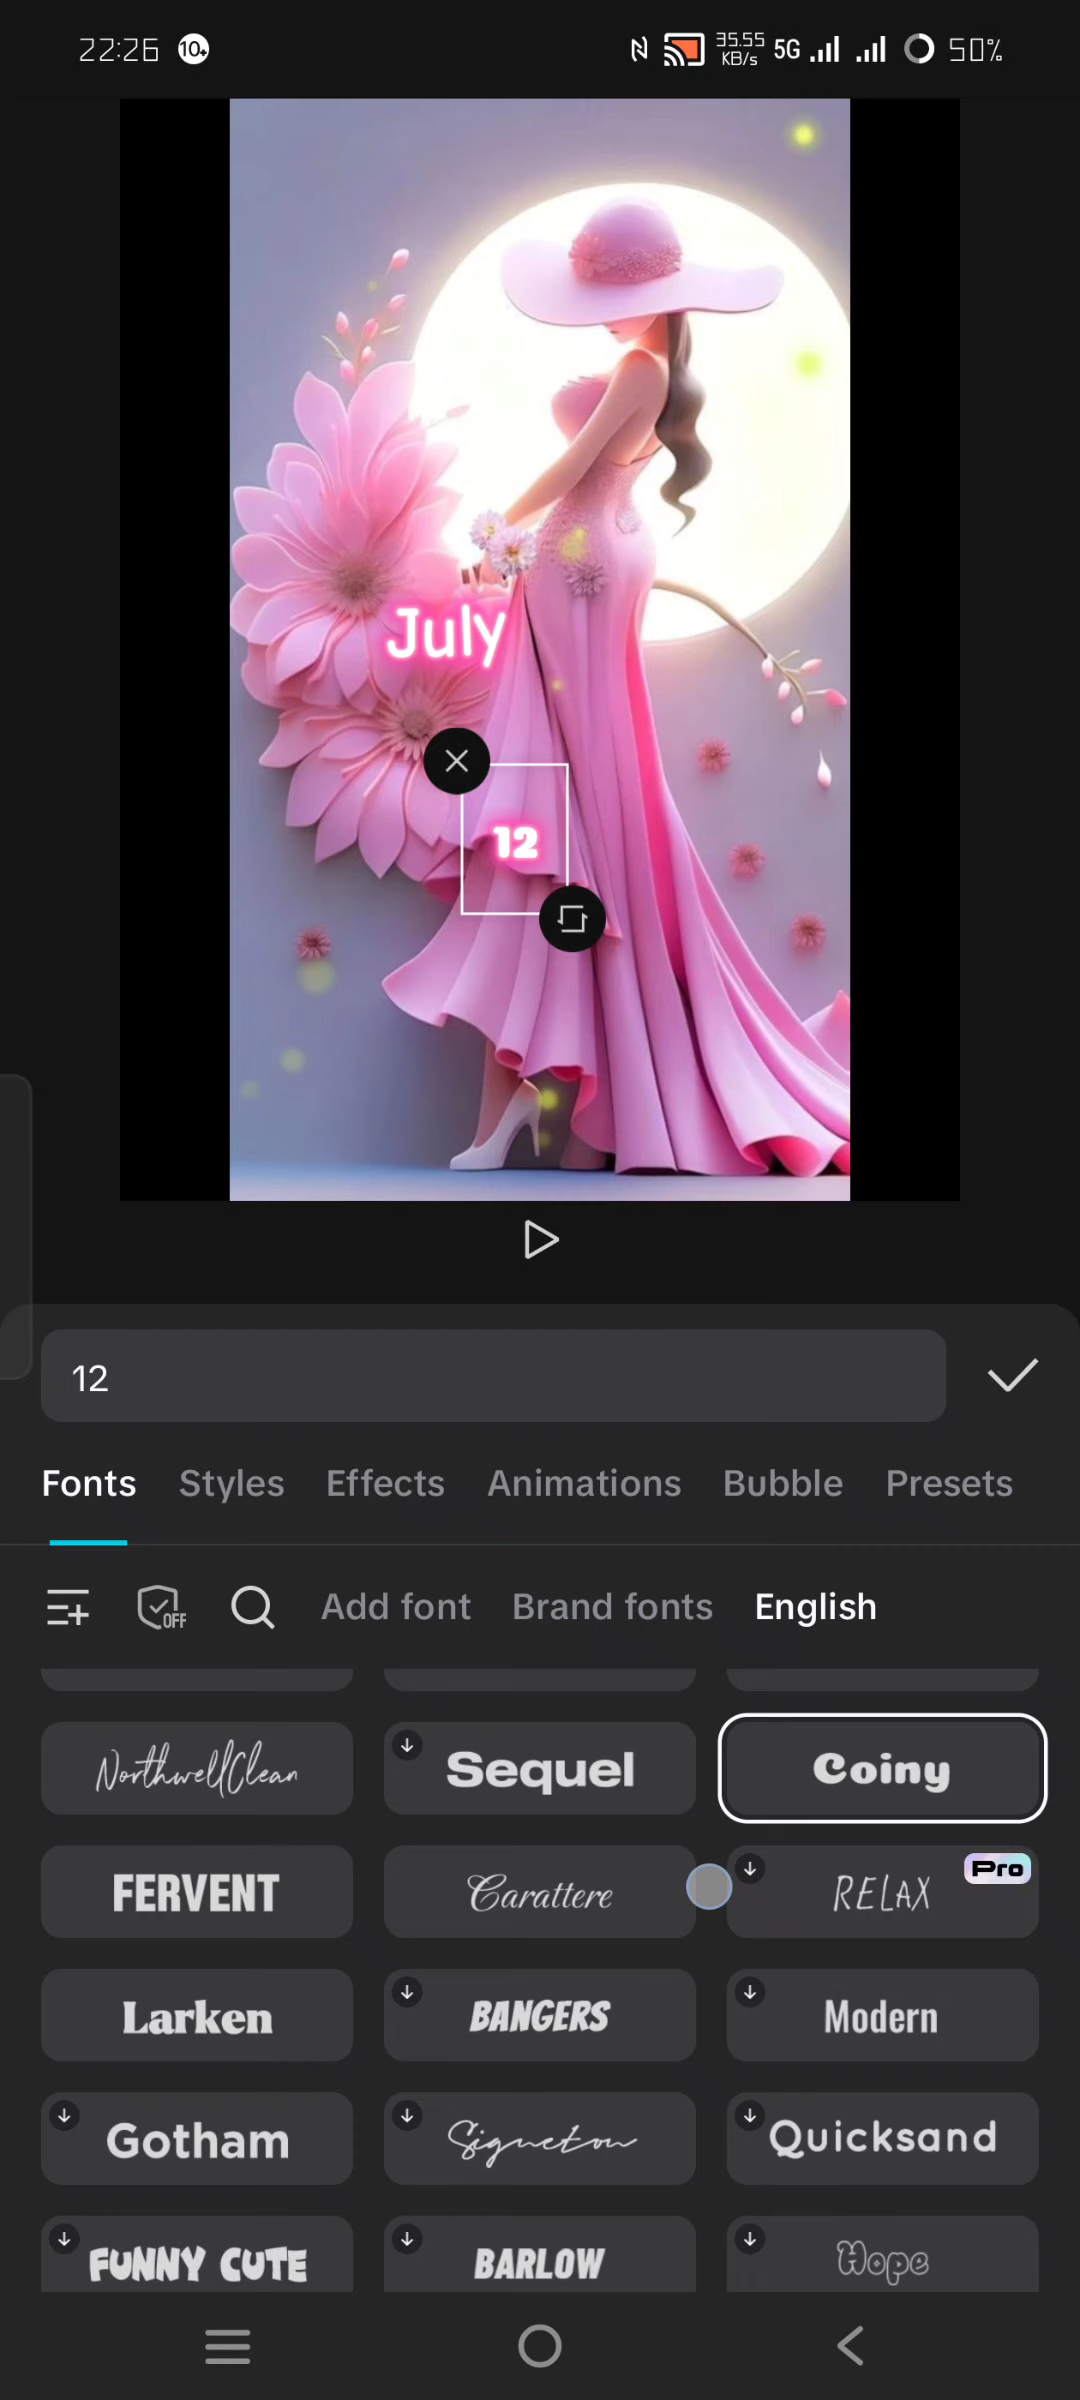 22:26 10+ 35.55 KB/s 5G 50%
July
12
12
Fonts Styles Effects Animations Bubble Presets
OFF Add font Brand fonts English
NorthwellClean Sequel Coiny
FERVENT Carattere RELAX Pro
Larken BANGERS Modern
Gotham Signeton Quicksand
FUNNY CUTE BARLOW Hope